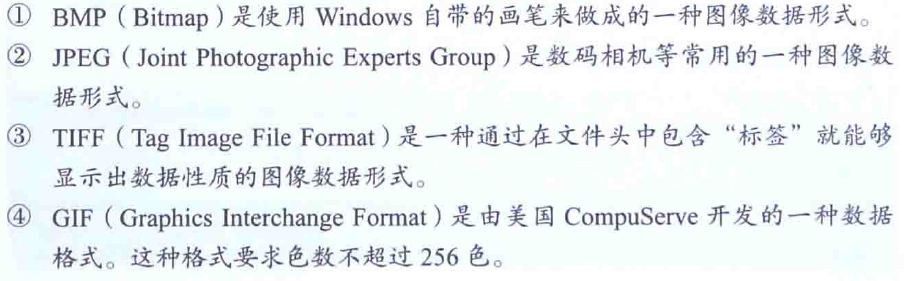 ① BMP（Bitmap）是使用 Windows 自带的画笔来做成的一种图像数据形式。
② JPEG（Joint Photographic Experts Group）是数码相机等常用的一种图像数
据形式。
③ TIFF（Tag Image File Format）是一种通过在文件头中包含“标签”就能够
显示出数据性质的图像数据形式。
④ GIF（Graphics Interchange Format）是由美国 CompuServe 开发的一种数据
格式。这种格式要求色数不超过 256 色。